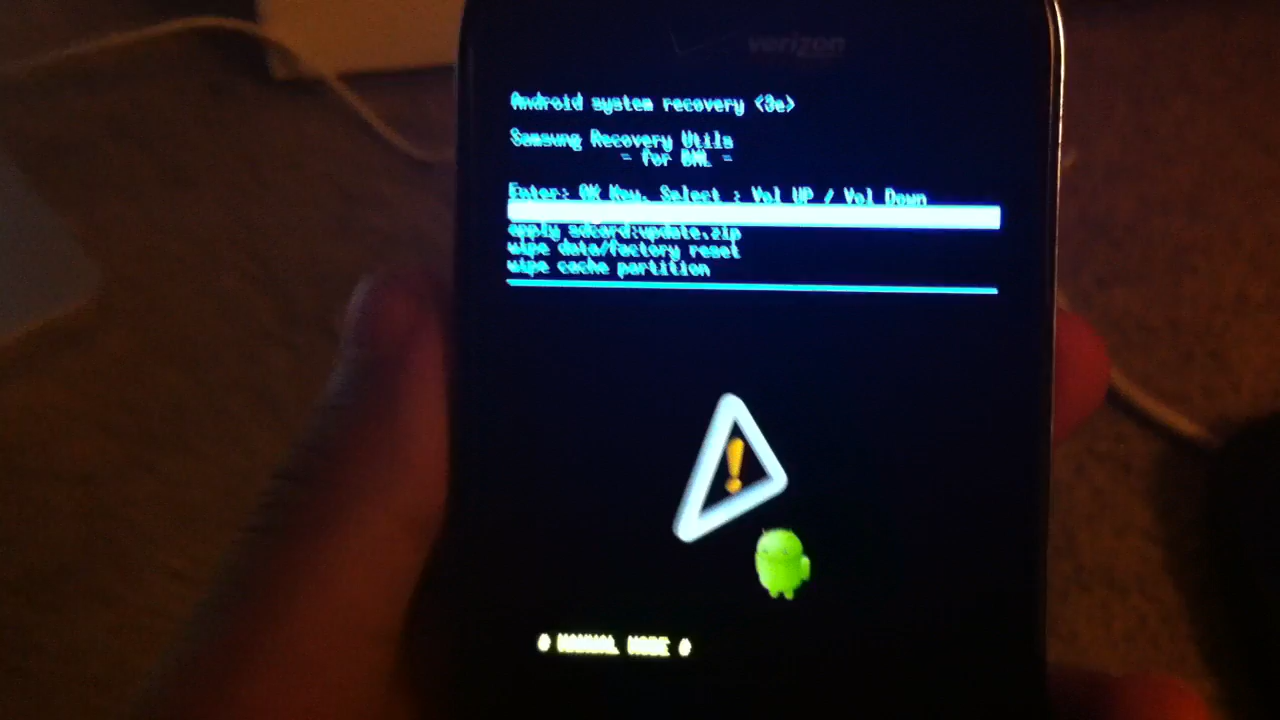 verizon
Android system recovery <3e>
Samsung Recovery Utils
- for BML -
Enter: OK Key, Select : Vol UP / Vol Down
apply sdcard:update.zip
wipe data/factory reset
wipe cache partition
# MANUAL MODE #